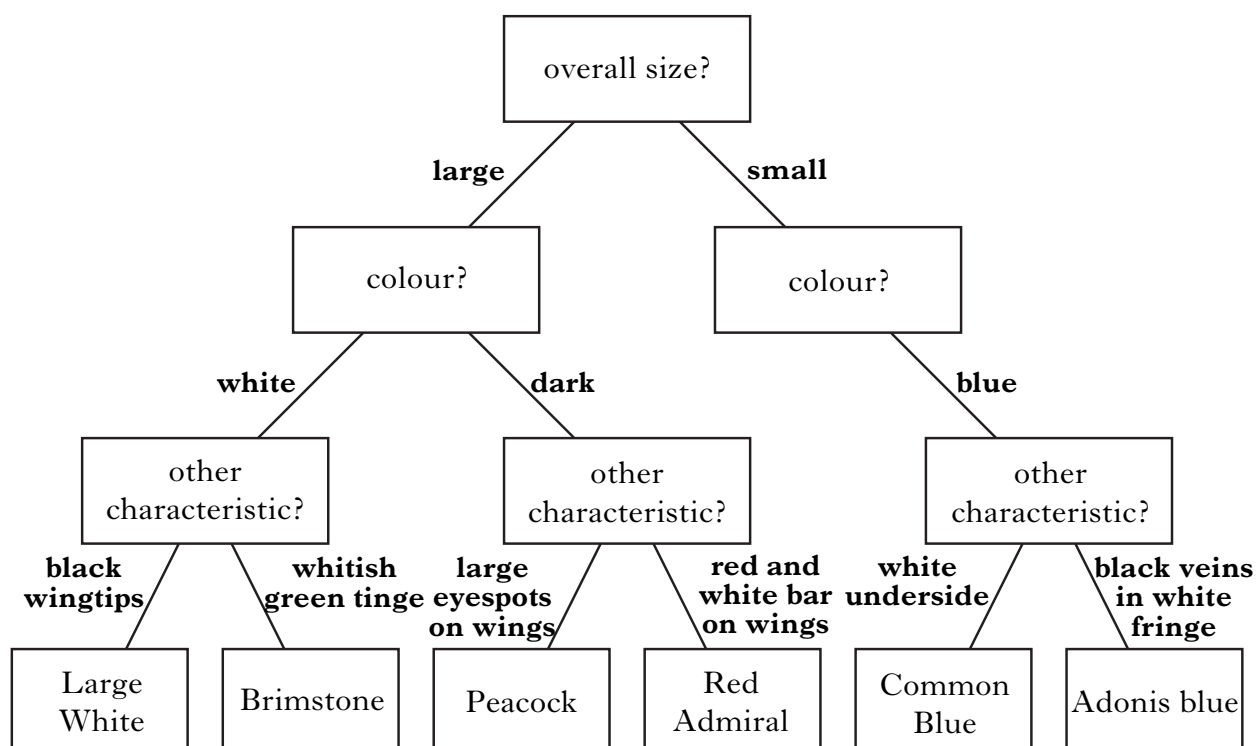 overall size?
large
small
colour?
colour?
white
dark
blue
other
characteristic?
other
characteristic?
other
characteristic?
black
wingtips
whitish
green tinge
large
eyespots
on wings
red and
white bar
on wings
white
underside
black veins
in white
fringe
Large
White
Brimstone
Peacock
Red
Admiral
Common
Blue
Adonis blue